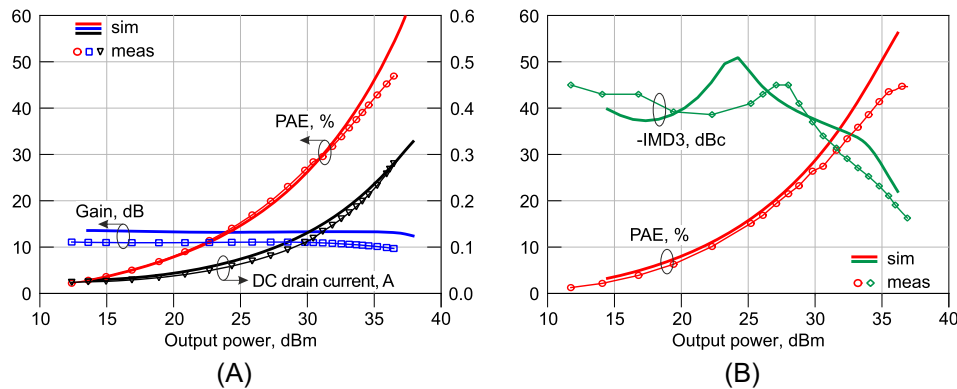 60
50
40
30
20
10
0
0.6
0.5
0.4
0.3
0.2
0.1
0.0
10 15 20 25 30 35 40
sim
meas
PAE, %
Gain, dB
DC drain current, A
Output power, dBm
(A)
60
50
40
30
20
10
0
10 15 20 25 30 35 40
-IMD3, dBc
PAE, %
sim
meas
Output power, dBm
(B)